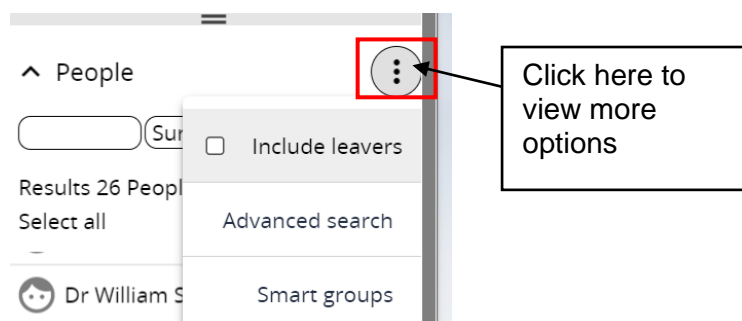 People
Click here to
view more
options
Include leavers
Results 26
Select all
Advanced search
Dr William
Smart groups